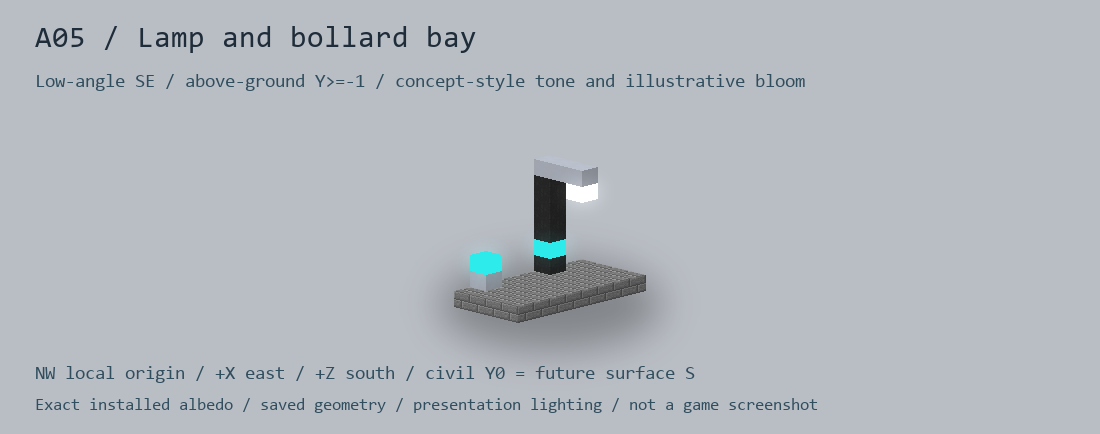 A05 / Lamp and bollard bay
Low-angle SE / above-ground Y>=-1 / concept-style tone and illustrative bloom
NW local origin / +X east / +Z south / civil Y0 = future surface S
Exact installed albedo / saved geometry / presentation lighting / not a game screenshot